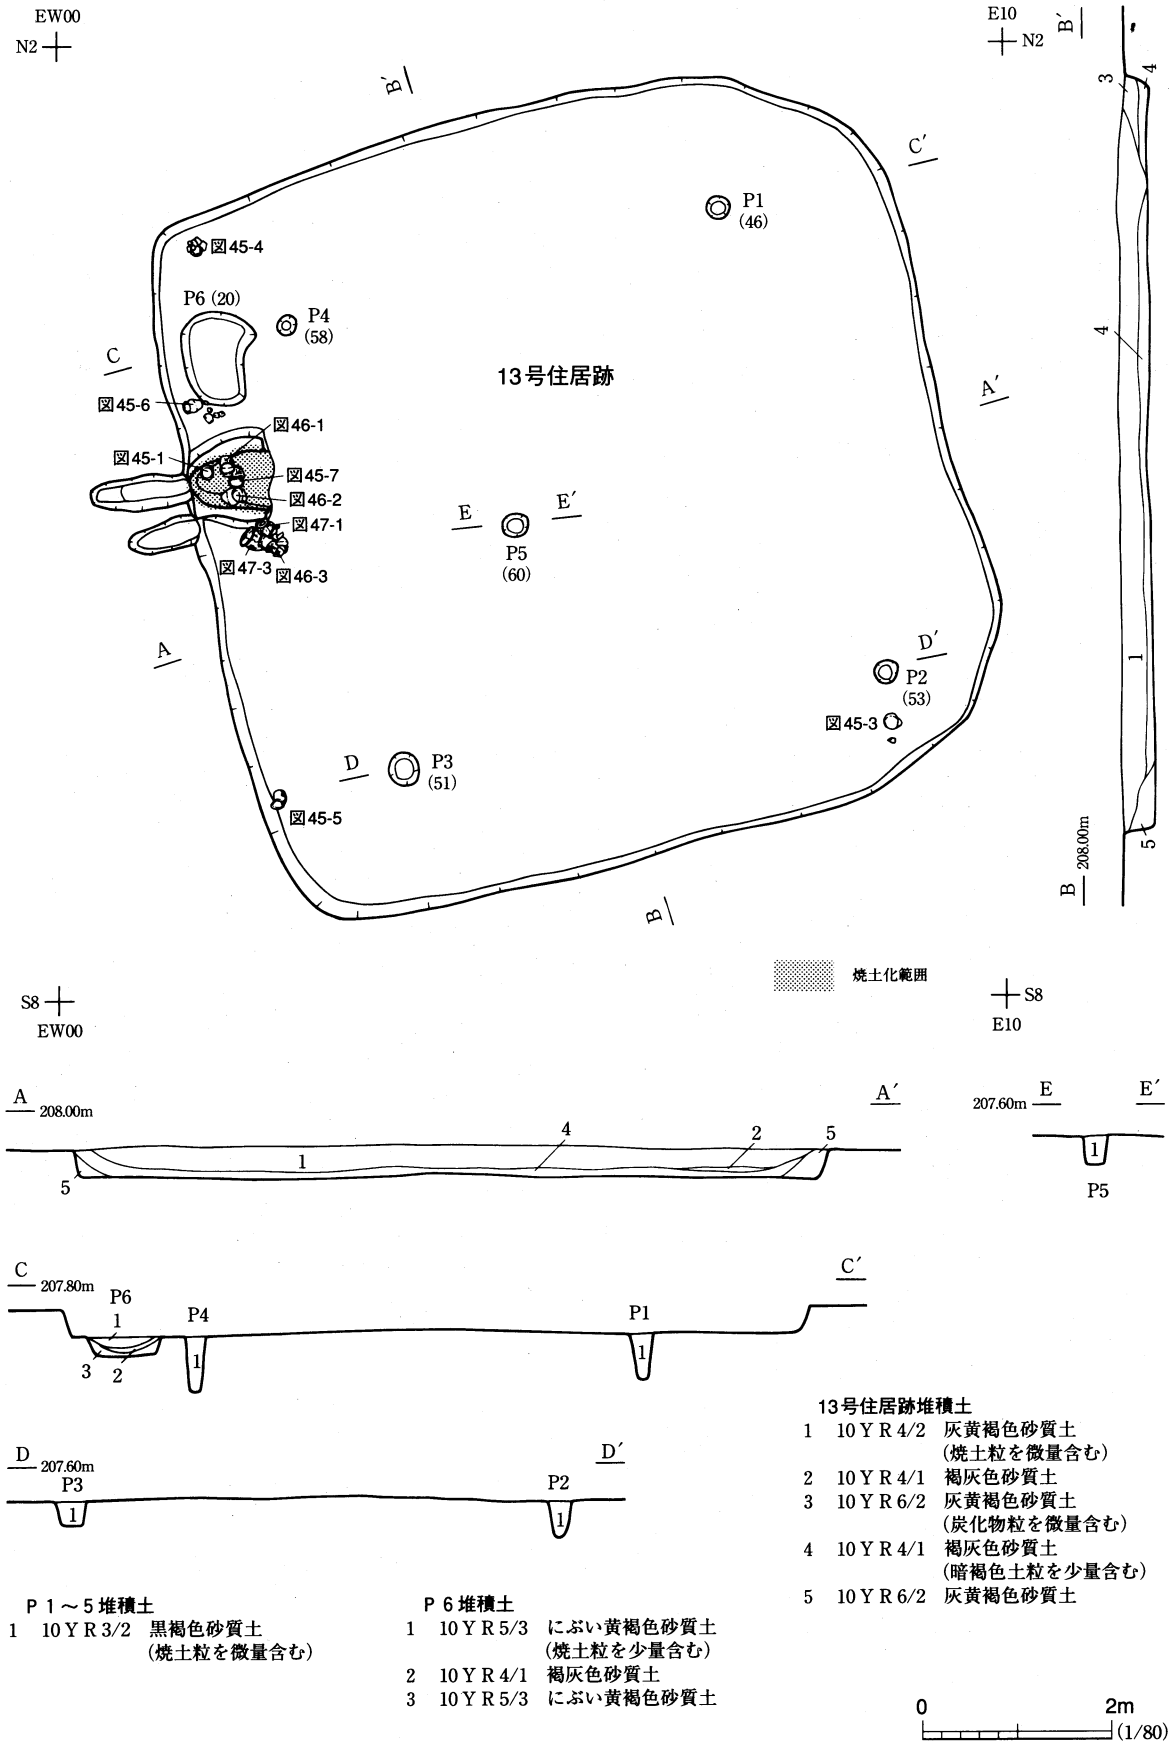 EW00
N2
E10
N2
B′
B′
3
4
C′
P1
(46)
図45-4
P6 (20)
P4
(58)
C
13号住居跡
4
A′
図45-6
図46-1
図45-1
図45-7
図46-2
E
E′
図47-1
P5
(60)
図47-3
図46-3
A
D′
1
P2
(53)
図45-3
D
P3
(51)
図45-5
B
B
208.00m
5
焼土化範囲
S8
EW00
S8
E10
A
208.00m
A′
4
2
5
1
5
207.60m
E
E′
1
P5
C
207.80m
C′
P6
1
P4
P1
1
1
3
2
D
207.60m
D′
P3
P2
1
1
13号住居跡堆積土
1 10YR4/2 灰黄褐色砂質土
(焼土粒を微量含む)
2 10YR4/1 褐灰色砂質土
3 10YR6/2 灰黄褐色砂質土
(炭化物粒を微量含む)
4 10YR4/1 褐灰色砂質土
(暗褐色土粒を少量含む)
5 10YR6/2 灰黄褐色砂質土
P1～5堆積土
1 10YR3/2 黒褐色砂質土
(焼土粒を微量含む)
P6堆積土
1 10YR5/3 にぶい黄褐色砂質土
(焼土粒を少量含む)
2 10YR4/1 褐灰色砂質土
3 10YR5/3 にぶい黄褐色砂質土
0 2m
(1/80)